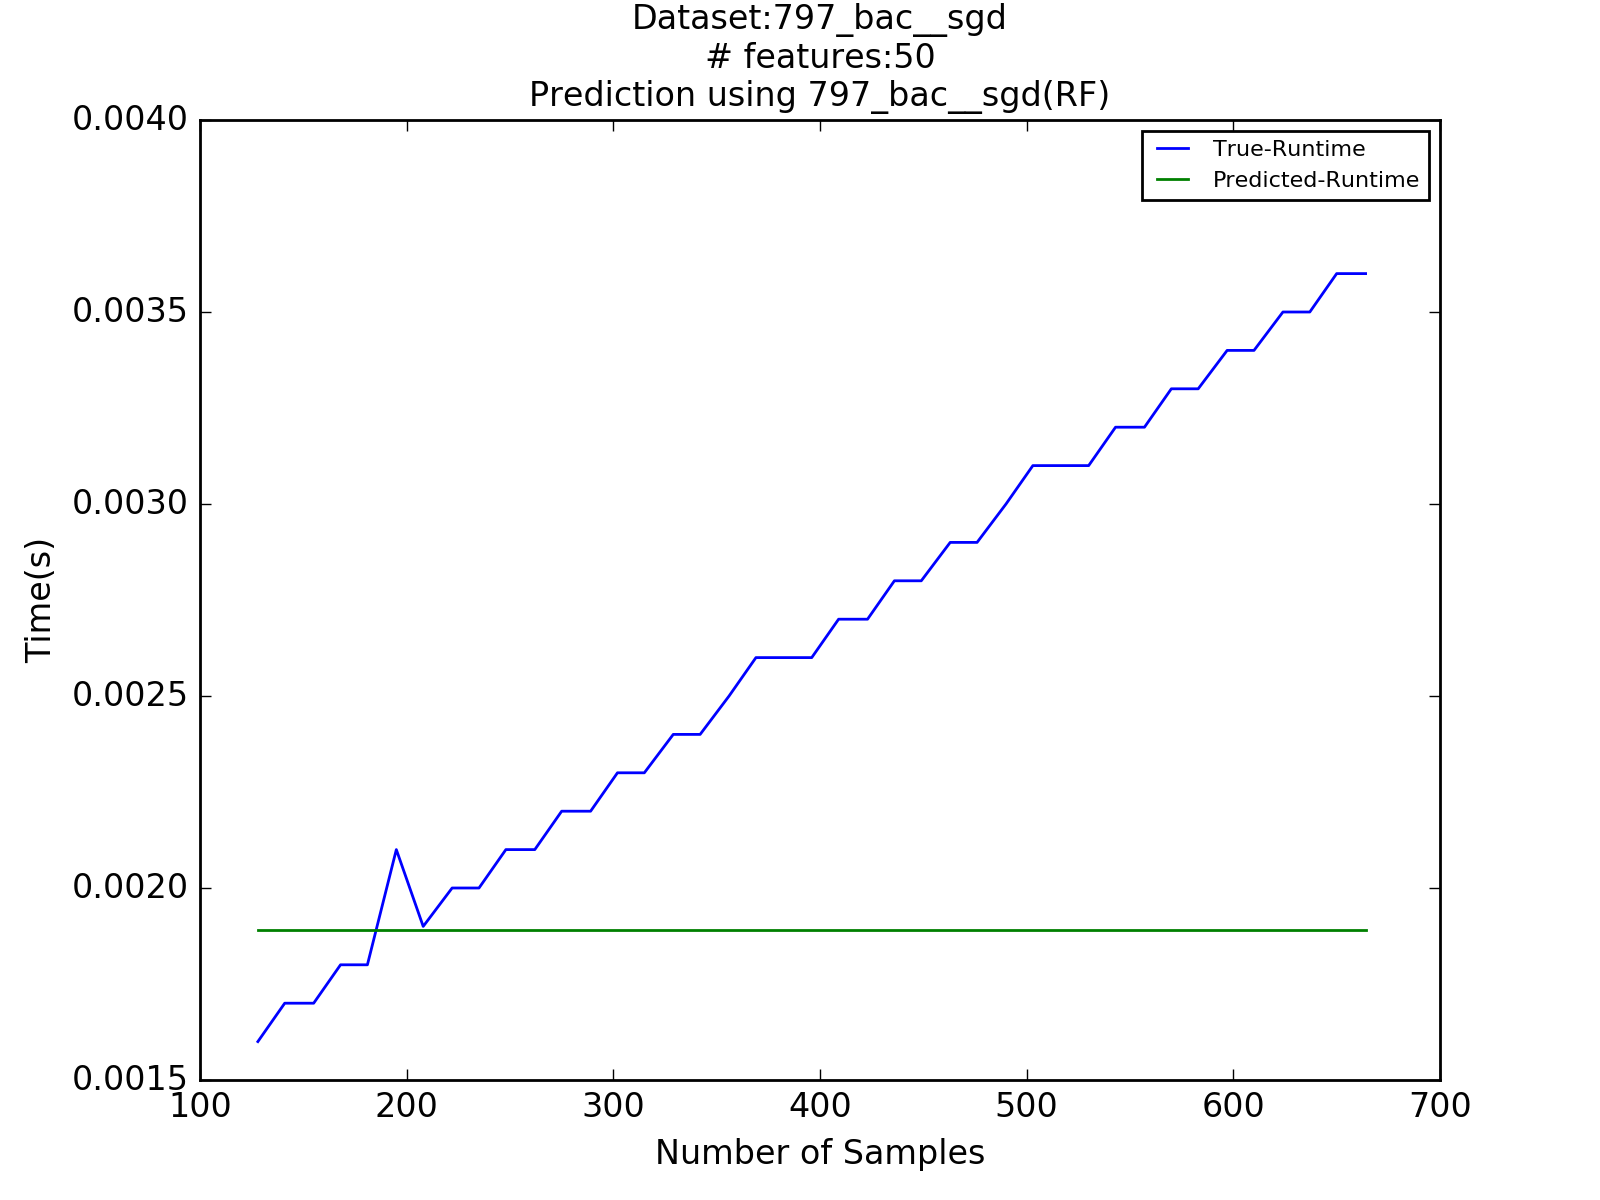 Dataset:797_bac__sgd
# features:50
Prediction using 797_bac__sgd(RF)
0.0040
0.0035
0.0030
0.0025
0.0020
0.0015
Time(s)
True-Runtime
Predicted-Runtime
100 200 300 400 500 600 700
Number of Samples